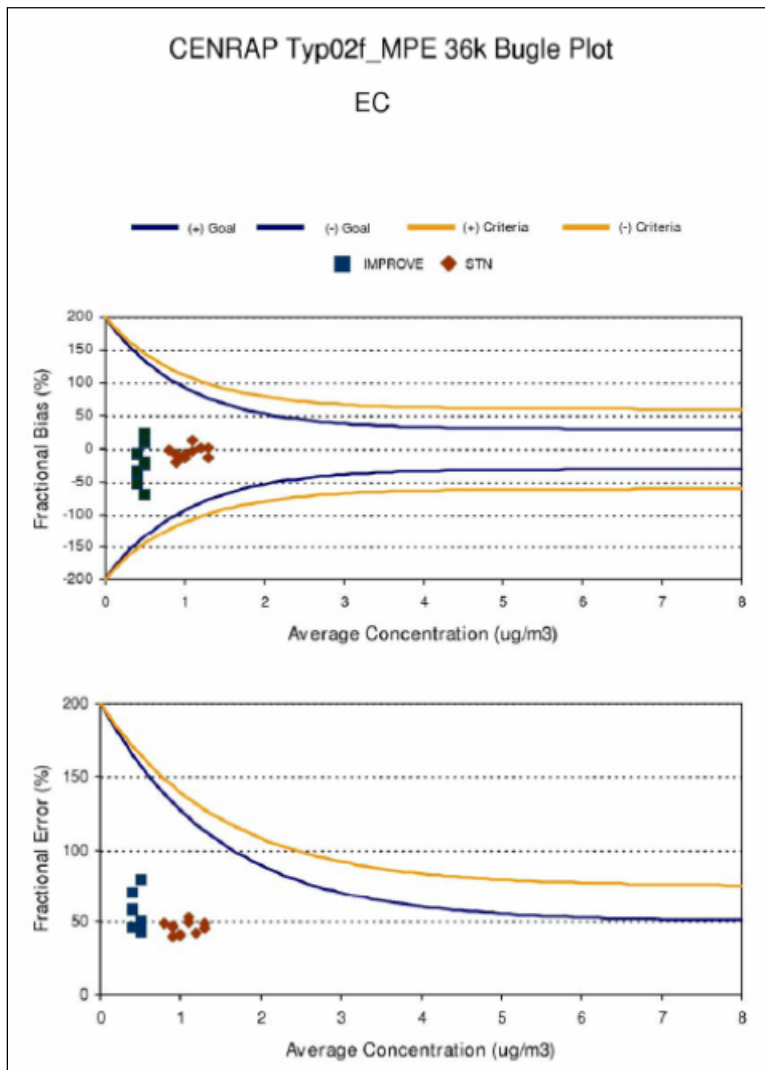 CENRAP Typ02f_MPE 36k Bugle Plot
EC
(+) Goal (-) Goal (+) Criteria (-) Criteria
IMPROVE STN
Fractional Bias (%)
200
150
100
50
0
-50
-100
-150
-200
0 1 2 3 4 5 6 7 8
Average Concentration (ug/m3)
Fractional Error (%)
200
150
100
50
0
0 1 2 3 4 5 6 7 8
Average Concentration (ug/m3)